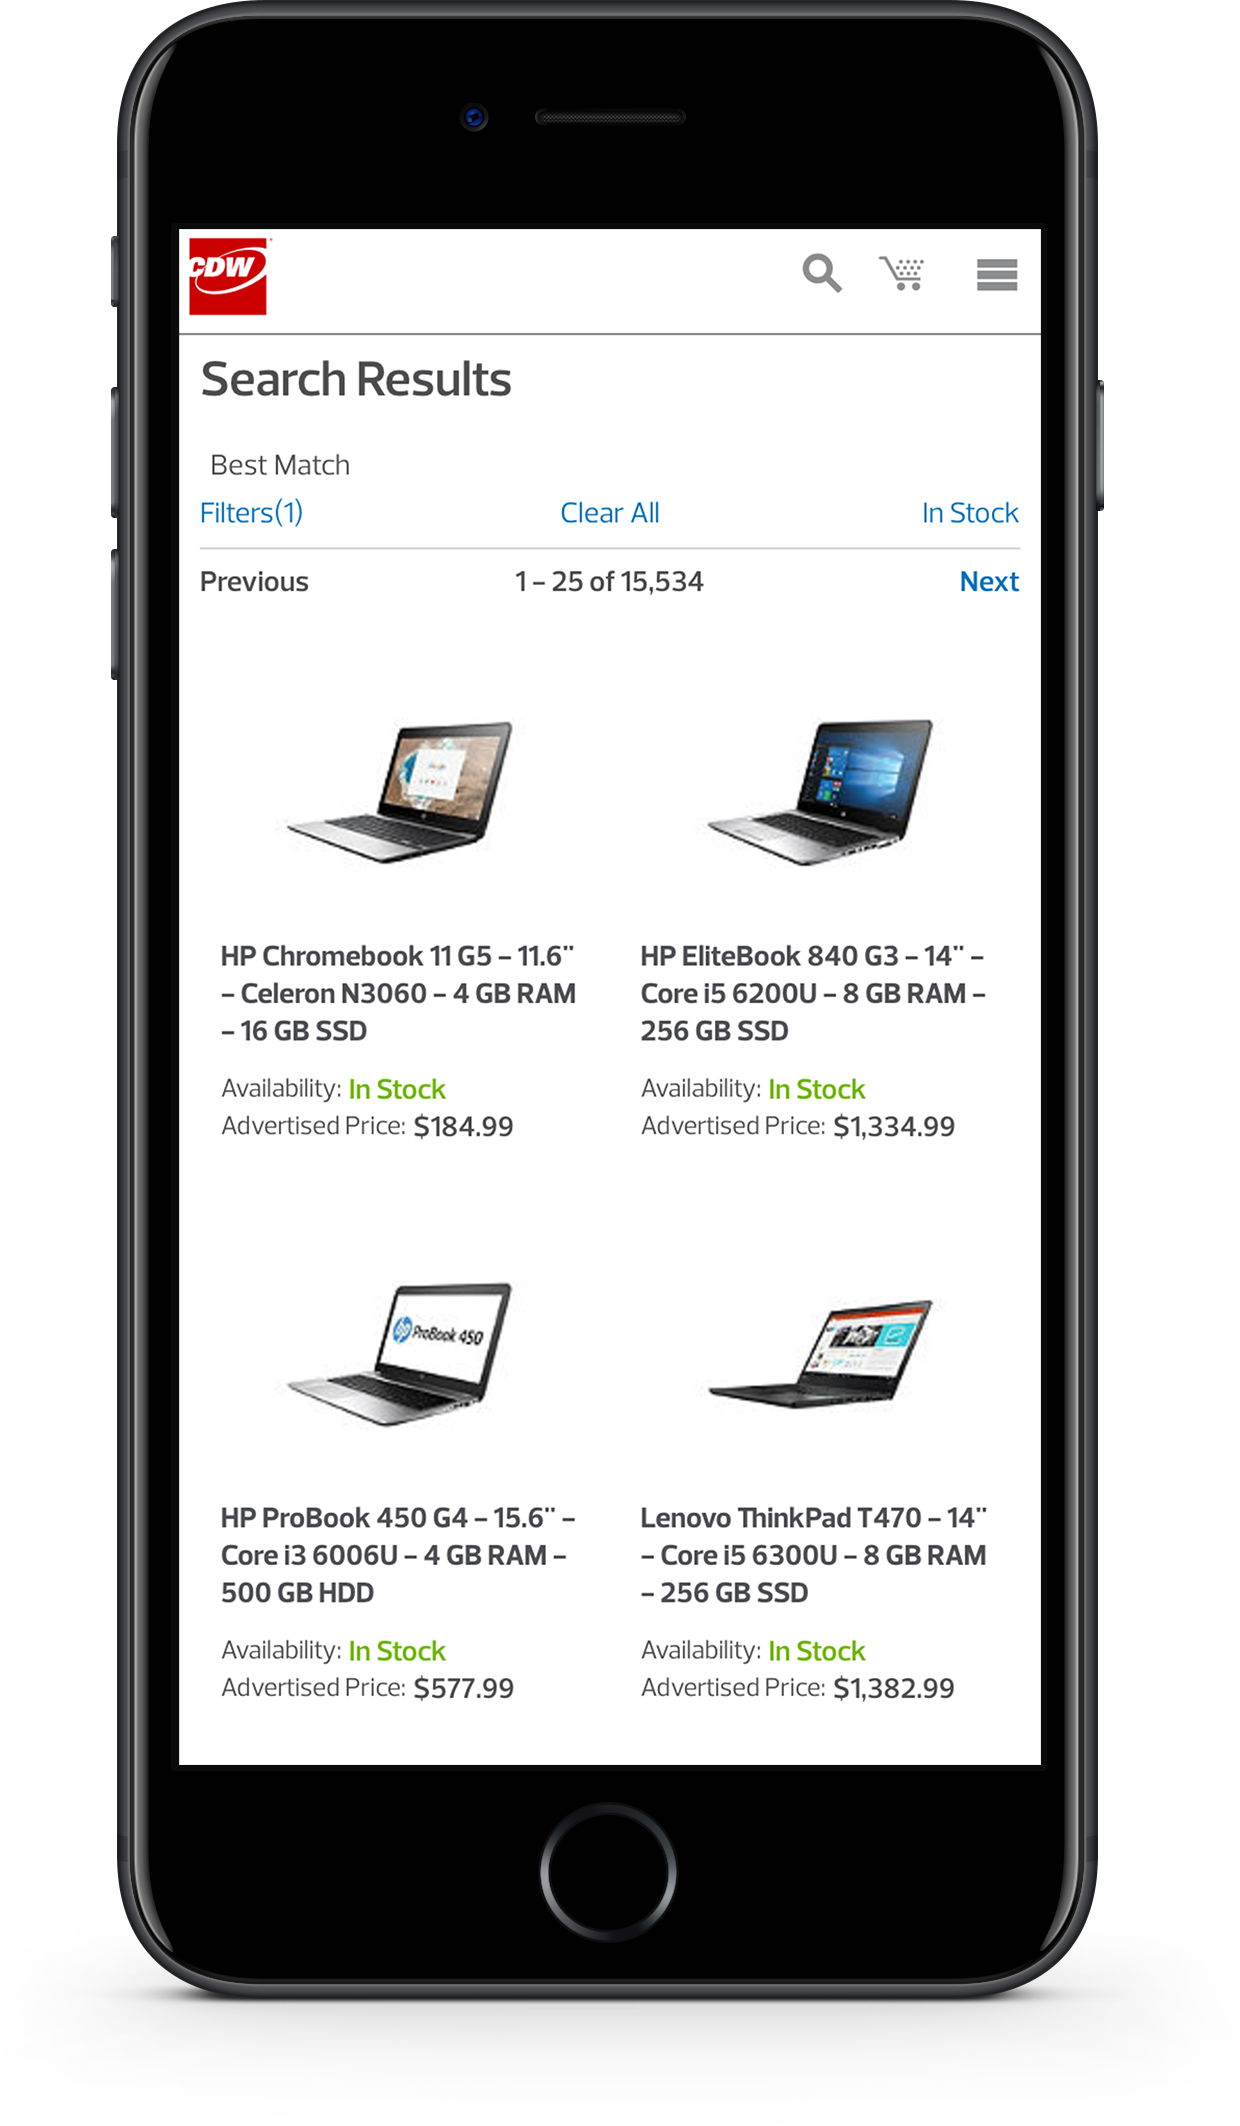 CDW
Search Results
Best Match
Filters(1) Clear All In Stock
Previous 1 – 25 of 15,534 Next
HP Chromebook 11 G5 – 11.6"
– Celeron N3060 – 4 GB RAM
– 16 GB SSD
Availability: In Stock
Advertised Price: $184.99
HP EliteBook 840 G3 – 14" –
Core i5 6200U – 8 GB RAM –
256 GB SSD
Availability: In Stock
Advertised Price: $1,334.99
hp ProBook 450
HP ProBook 450 G4 – 15.6" –
Core i3 6006U – 4 GB RAM –
500 GB HDD
Availability: In Stock
Advertised Price: $577.99
Lenovo ThinkPad T470 – 14"
– Core i5 6300U – 8 GB RAM
– 256 GB SSD
Availability: In Stock
Advertised Price: $1,382.99